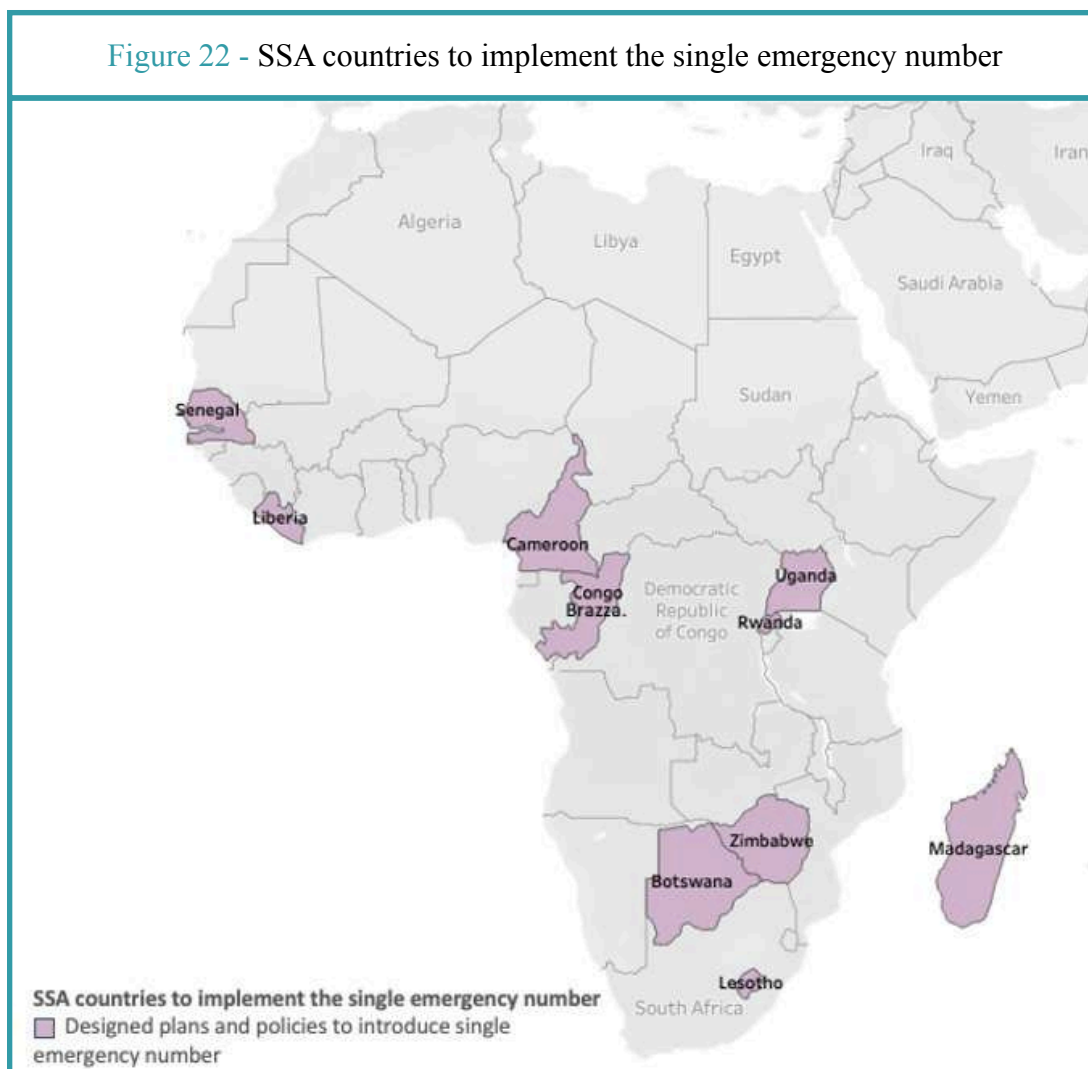 Figure 22 - SSA countries to implement the single emergency number
Iraq
Iran
Algeria
Libya
Egypt
Saudi Arabia
Senegal
Sudan
Yemen
Liberia
Cameroon
Uganda
Congo
Brazza.
Democratic
Republic
of Congo
Rwanda
Zimbabwe
Madagascar
Botswana
Lesotho
South Africa
SSA countries to implement the single emergency number
Designed plans and policies to introduce single
emergency number